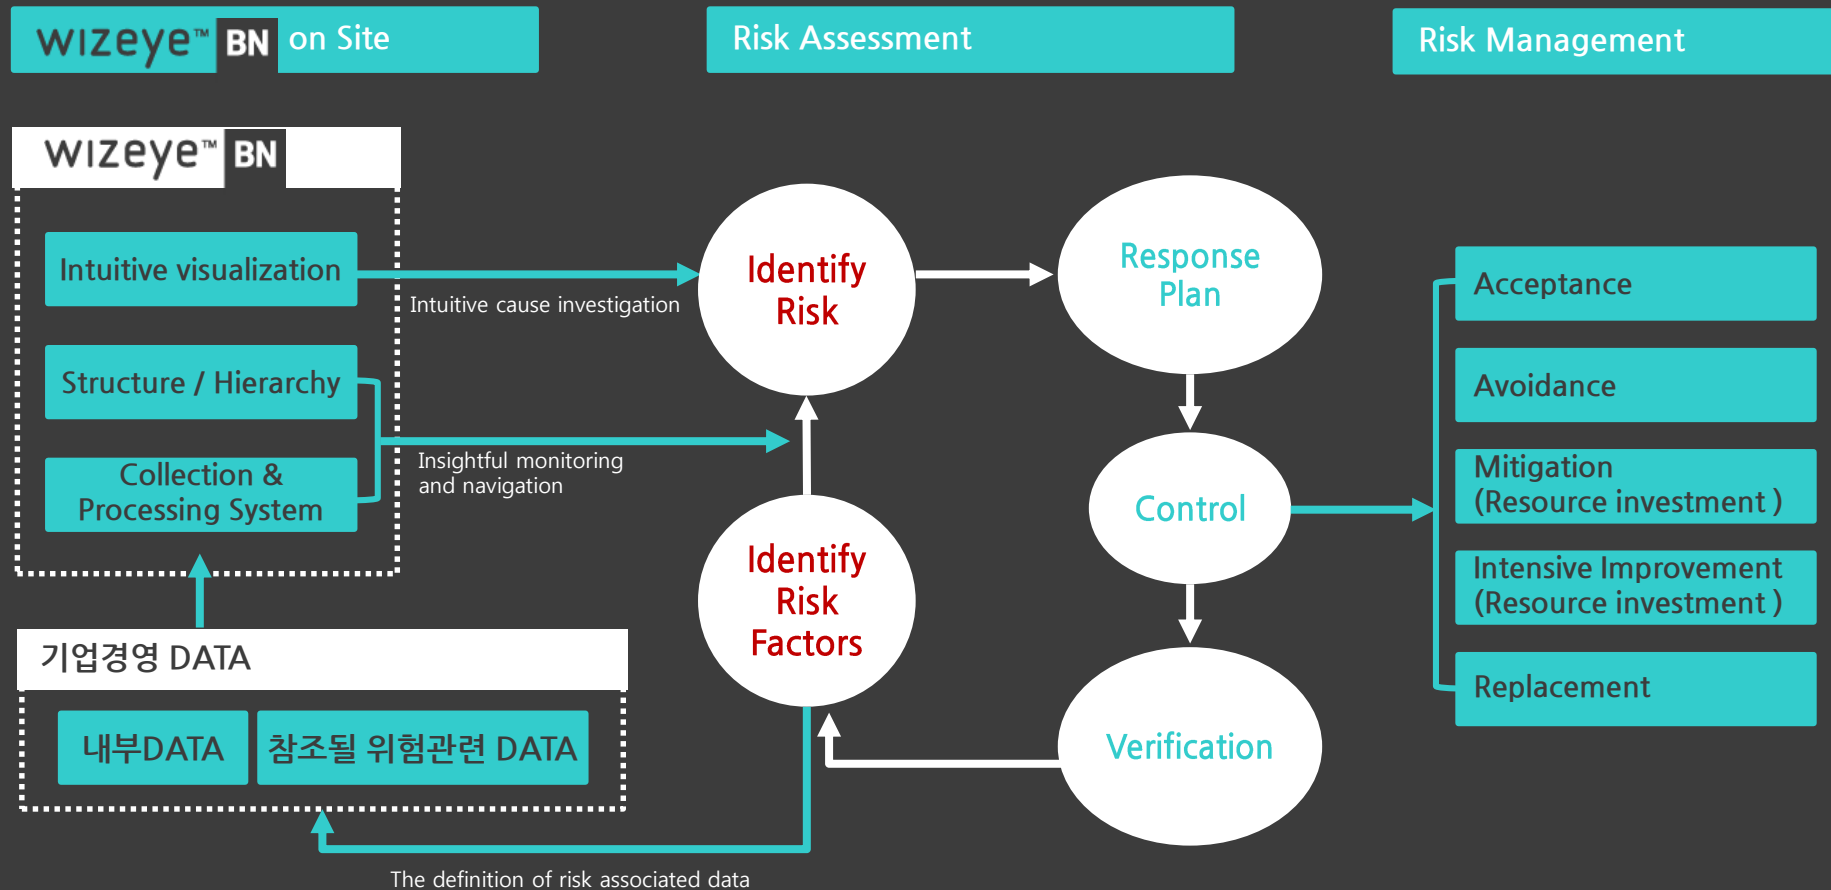 wizeye™ BN on Site
Risk Assessment
Risk Management
wizeye™ BN
Intuitive visualization
Structure / Hierarchy
Collection &
Processing System
Intuitive cause investigation
Insightful monitoring
and navigation
기업경영 DATA
내부DATA
참조될 위험관련 DATA
The definition of risk associated data
Identify
Risk
Identify
Risk
Factors
Response
Plan
Control
Verification
Acceptance
Avoidance
Mitigation
(Resource investment )
Intensive Improvement
(Resource investment )
Replacement